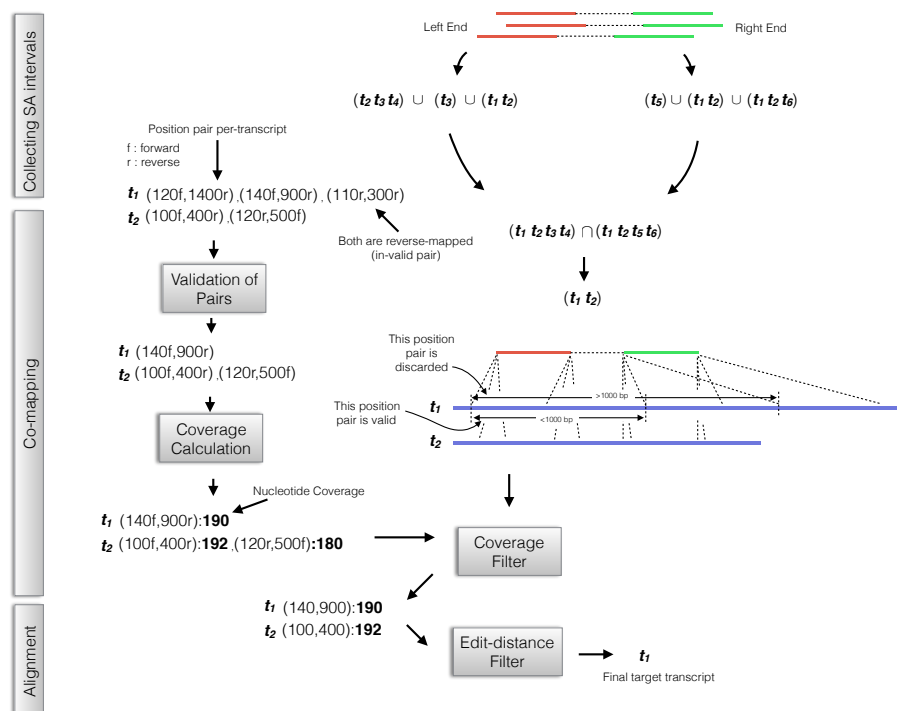 Collecting SA intervals
Left End
Right End
(t2 t3 t4) ∪ (t3) ∪ (t1 t2)
(t5) ∪ (t1 t2) ∪ (t1 t2 t6)
Position pair per-transcript
f : forward
r : reverse
t1 (120f,1400r) , (140f,900r) , (110r,300r)
t2 (100f,400r) , (120r,500f)
Both are reverse-mapped
(in-valid pair)
(t1 t2 t3 t4) ∩ (t1 t2 t5 t6)
(t1 t2)
Co-mapping
Validation of
Pairs
t1 (140f,900r)
t2 (100f,400r) , (120r,500f)
Coverage
Calculation
This position
pair is
discarded
>1000 bp
t1
This position
pair is valid
<1000 bp
t2
Nucleotide Coverage
t1 (140f,900r):190
t2 (100f,400r):192 , (120r,500f):180
Coverage
Filter
t1 (140,900):190
t2 (100,400):192
Alignment
Edit-distance
Filter
t1
Final target transcript